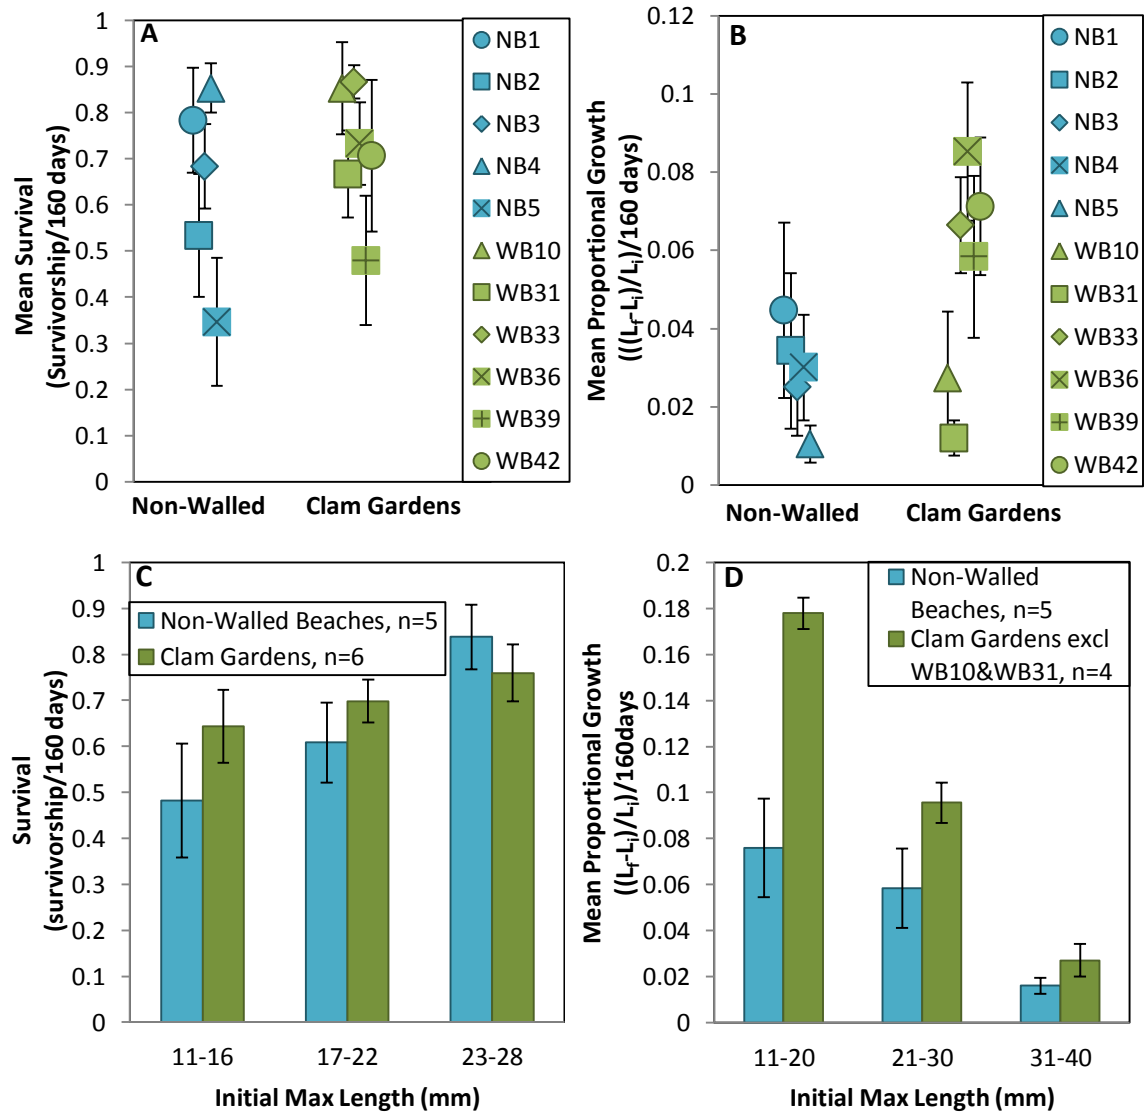 A
Mean Survival
(Survivorship/160 days)
1
0.9
0.8
0.7
0.6
0.5
0.4
0.3
0.2
0.1
0
Non-Walled
Clam Gardens
NB1
NB2
NB3
NB4
NB5
WB10
WB31
WB33
WB36
WB39
WB42
B
Mean Proportional Growth
(((Lf-Li)/Li)/160 days)
0.12
0.1
0.08
0.06
0.04
0.02
0
Non-Walled
Clam Gardens
NB1
NB2
NB3
NB4
NB5
WB10
WB31
WB33
WB36
WB39
WB42
C
Survival
(survivorship/160 days)
1
0.9
0.8
0.7
0.6
0.5
0.4
0.3
0.2
0.1
0
Non-Walled Beaches, n=5
Clam Gardens, n=6
11-16
17-22
23-28
Initial Max Length (mm)
D
Mean Proportional Growth
((Lf-Li)/Li)/160days
0.2
0.18
0.16
0.14
0.12
0.1
0.08
0.06
0.04
0.02
0
Non-Walled
Beaches, n=5
Clam Gardens excl
WB10&WB31, n=4
11-20
21-30
31-40
Initial Max Length (mm)